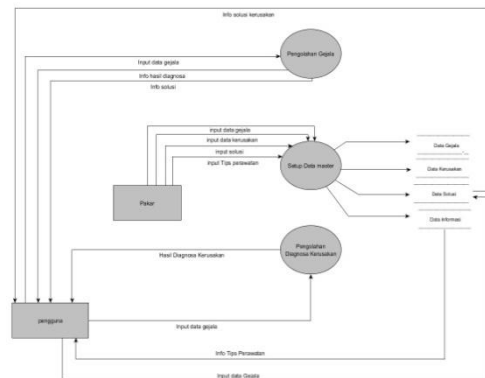 Info solusi kerusakan
Pengolahan Gejala
Input data gejala
Info hasil diagnosa
Info solusi
input data gejala
input data kerusakan
input solusi
input Tips perawatan
Setup Data master
Data Gejala
Data Kerusakan
Data Solusi
Data Informasi
Pakar
Pengolahan
Diagnosa Kerusakan
Hasil Diagnosa Kerusakan
pengguna
Input data gejala
Info Tips Perawatan
Input data Gejala